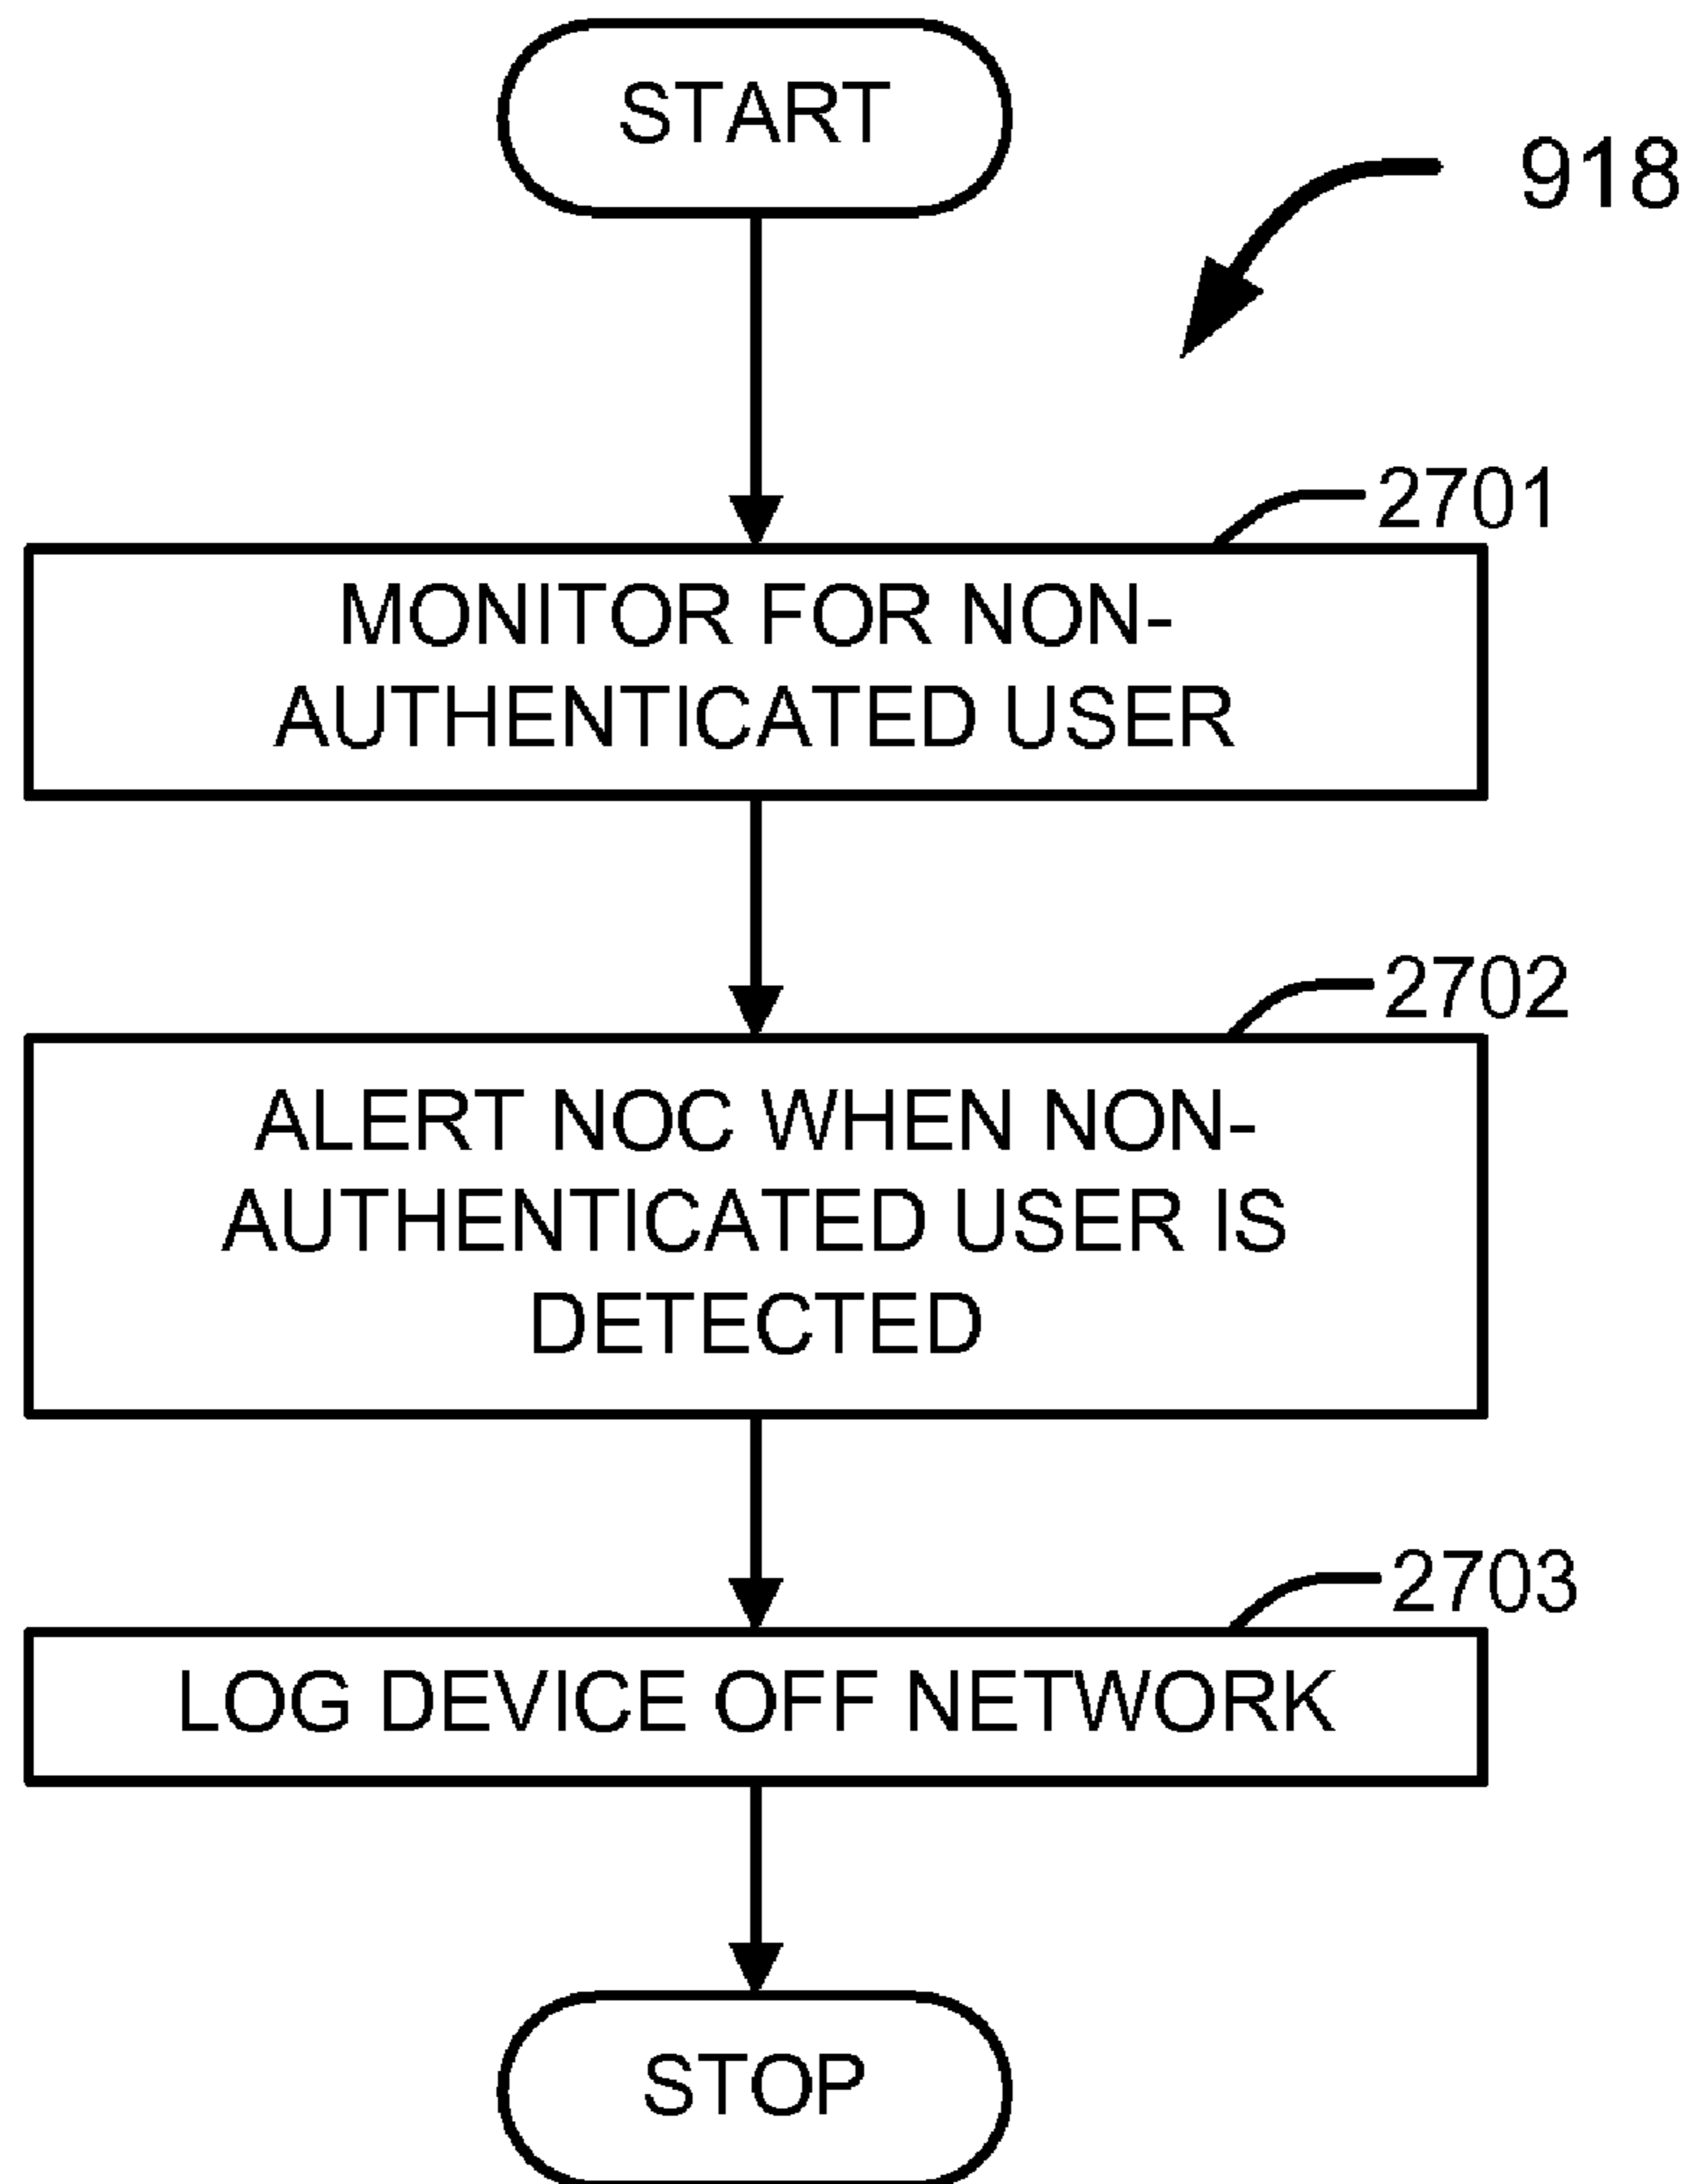 START
918
2701
MONITOR FOR NON-
AUTHENTICATED USER
2702
ALERT NOC WHEN NON-
AUTHENTICATED USER IS
DETECTED
2703
LOG DEVICE OFF NETWORK
STOP